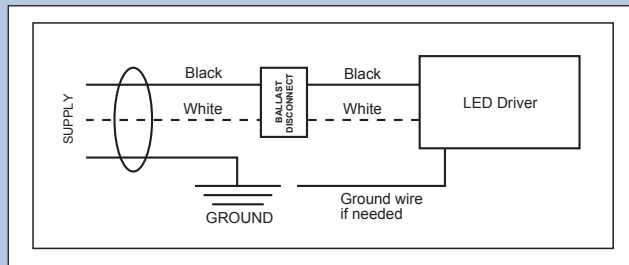 Black
Black
White
White
SUPPLY
BALLAST
DISCONNECT
LED Driver
GROUND
Ground wire
if needed